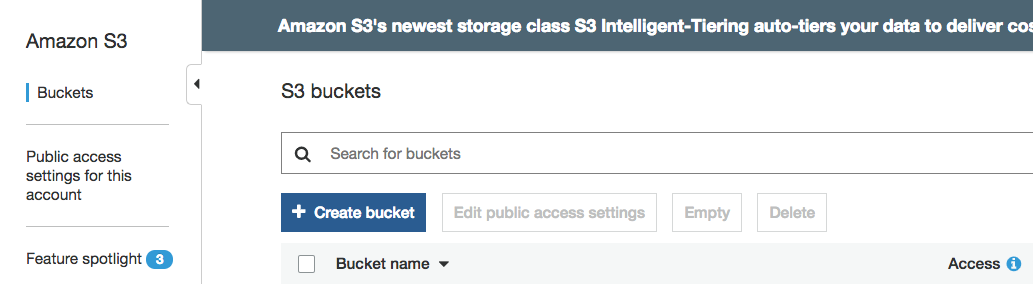 Amazon S3's newest storage class S3 Intelligent-Tiering auto-tiers your data to deliver
Amazon S3
Buckets
Public access
settings for this
account
Feature spotlight 3
S3 buckets
Search for buckets
+ Create bucket Edit public access settings Empty Delete
Bucket name Access